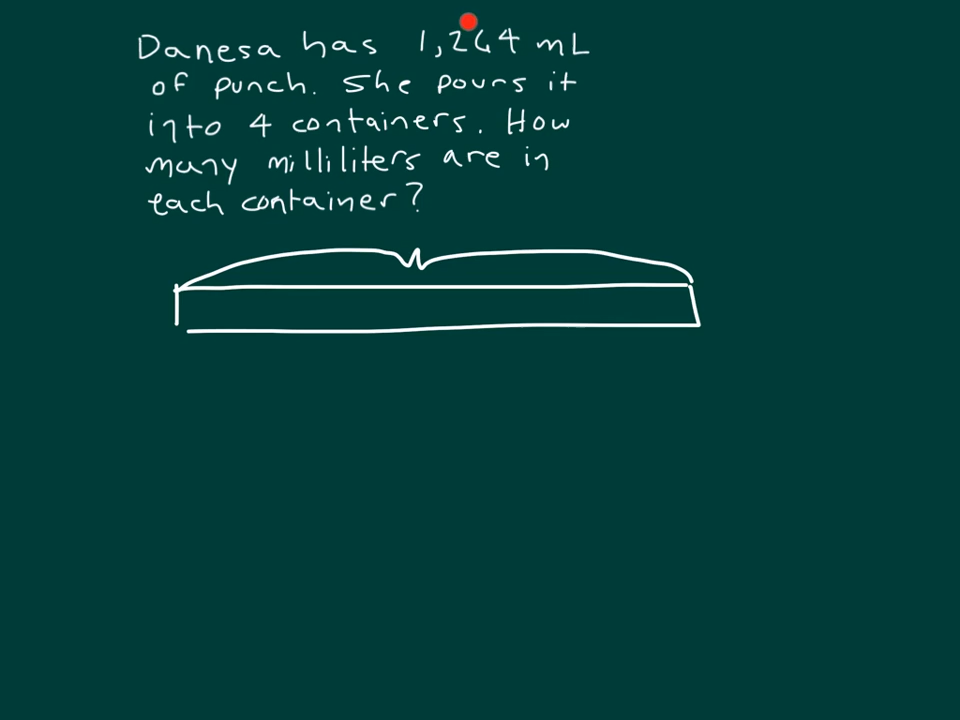 Danesa has 1,264 mL
of punch. She pours it
into 4 containers. How
many milliliters are in
each container?